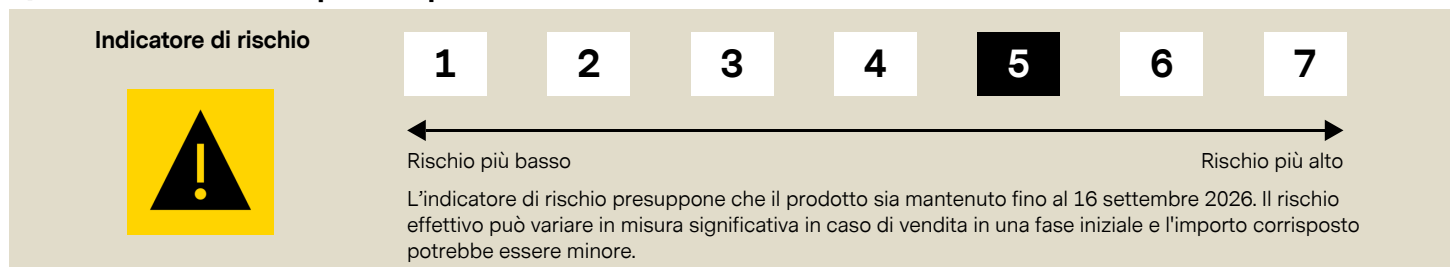 Indicatore di rischio
1 2 3 4 5 6 7
Rischio più basso Rischio più alto
L'indicatore di rischio presuppone che il prodotto sia mantenuto fino al 16 settembre 2026. Il rischio
effettivo può variare in misura significativa in caso di vendita in una fase iniziale e l'importo corrisposto
potrebbe essere minore.